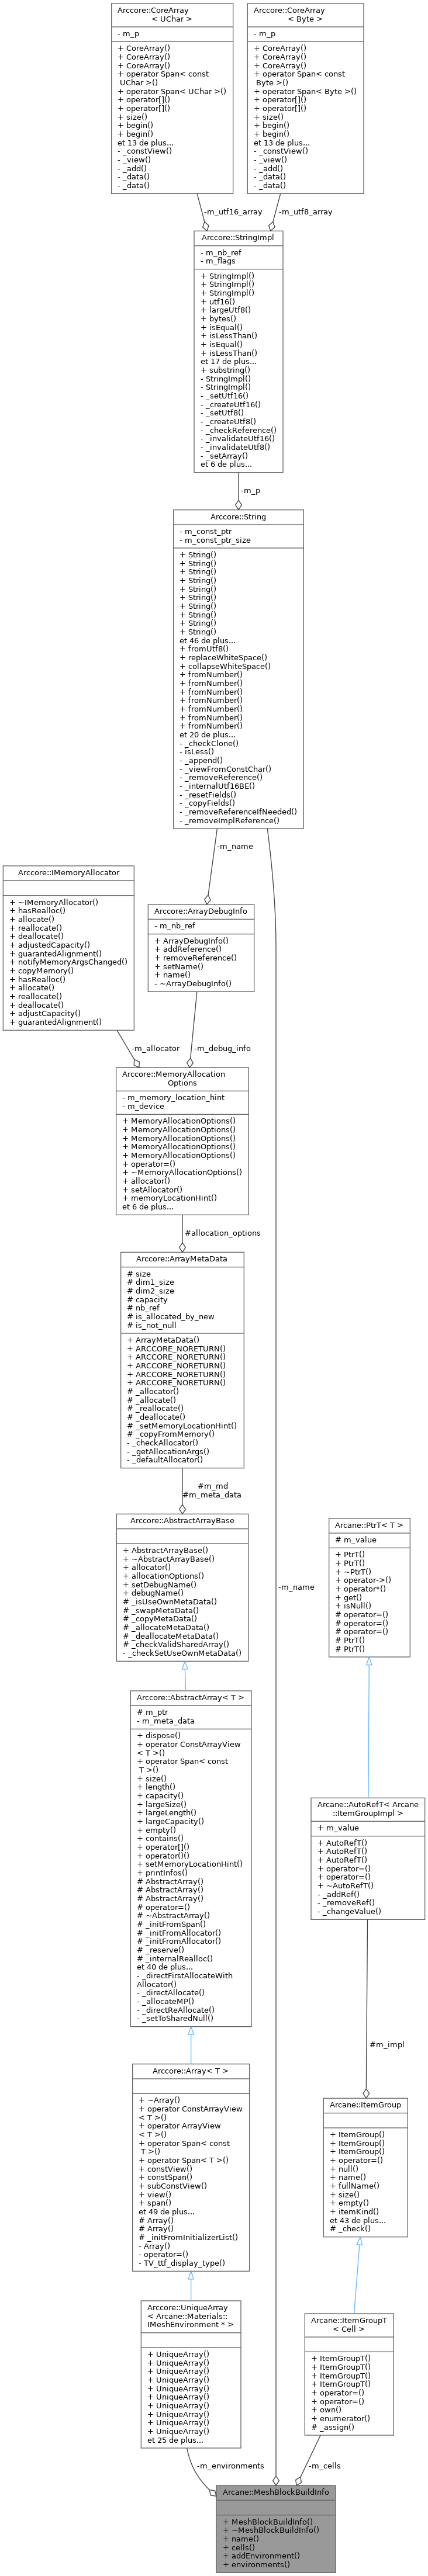 Arccore::CoreArray
< UChar >
- m_p
+ CoreArray()
+ CoreArray()
+ CoreArray()
+ operator Span< const
UChar >()
+ operator Span< UChar >()
+ operator[]()
+ operator[]()
+ size()
+ begin()
+ begin()
et 13 de plus...
- _constView()
- _view()
- _add()
- _data()
- _data()
Arccore::CoreArray
< Byte >
- m_p
+ CoreArray()
+ CoreArray()
+ CoreArray()
+ operator Span< const
Byte >()
+ operator Span< Byte >()
+ operator[]()
+ operator[]()
+ size()
+ begin()
+ begin()
et 13 de plus...
- _constView()
- _view()
- _add()
- _data()
- _data()
-m_utf16_array
-m_utf8_array
Arccore::StringImpl
- m_nb_ref
- m_flags
+ StringImpl()
+ StringImpl()
+ StringImpl()
+ utf16()
+ largeUtf8()
+ bytes()
+ isEqual()
+ isLessThan()
+ isEqual()
+ isLessThan()
et 17 de plus...
+ substring()
- StringImpl()
- StringImpl()
- _setUtf16()
- _createUtf16()
- _setUtf8()
- _createUtf8()
- _checkReference()
- _invalidateUtf16()
- _invalidateUtf8()
- _setArray()
et 6 de plus...
-m_p
Arccore::String
- m_const_ptr
- m_const_ptr_size
+ String()
+ String()
+ String()
+ String()
+ String()
+ String()
+ String()
+ String()
+ String()
+ String()
et 46 de plus...
+ fromUtf8()
+ replaceWhiteSpace()
+ collapseWhiteSpace()
+ fromNumber()
+ fromNumber()
+ fromNumber()
+ fromNumber()
+ fromNumber()
+ fromNumber()
+ fromNumber()
et 20 de plus...
- _checkClone()
- isLess()
- _append()
- _viewFromConstChar()
- _removeReference()
- _internalUtf16BE()
- _resetFields()
- _copyFields()
- _removeReferenceIfNeeded()
- _removeImplReference()
-m_name
Arccore::IMemoryAllocator
+ ~IMemoryAllocator()
+ hasRealloc()
+ allocate()
+ reallocate()
+ deallocate()
+ adjustedCapacity()
+ guarantedAlignment()
+ notifyMemoryArgsChanged()
+ copyMemory()
+ hasRealloc()
+ allocate()
+ reallocate()
+ deallocate()
+ adjustCapacity()
+ guarantedAlignment()
Arccore::ArrayDebugInfo
- m_nb_ref
+ ArrayDebugInfo()
+ addReference()
+ removeReference()
+ setName()
+ name()
- ~ArrayDebugInfo()
-m_allocator
-m_debug_info
Arccore::MemoryAllocation
Options
- m_memory_location_hint
- m_device
+ MemoryAllocationOptions()
+ MemoryAllocationOptions()
+ MemoryAllocationOptions()
+ MemoryAllocationOptions()
+ MemoryAllocationOptions()
+ operator=()
+ ~MemoryAllocationOptions()
+ allocator()
+ setAllocator()
+ memoryLocationHint()
et 6 de plus...
#allocation_options
Arccore::ArrayMetaData
# size
# dim1_size
# dim2_size
# capacity
# nb_ref
# is_allocated_by_new
# is_not_null
+ ArrayMetaData()
+ ARCCORE_NORETURN()
+ ARCCORE_NORETURN()
+ ARCCORE_NORETURN()
+ ARCCORE_NORETURN()
+ ARCCORE_NORETURN()
# _allocator()
# _allocate()
# _reallocate()
# _deallocate()
# _setMemoryLocationHint()
# _copyFromMemory()
- _checkAllocator()
- _getAllocationArgs()
- _defaultAllocator()
#m_md
#m_meta_data
Arccore::AbstractArrayBase
+ AbstractArrayBase()
+ ~AbstractArrayBase()
+ allocator()
+ allocationOptions()
+ setDebugName()
+ debugName()
# _isUseOwnMetaData()
# _swapMetaData()
# _copyMetaData()
# _allocateMetaData()
# _deallocateMetaData()
# _checkValidSharedArray()
- _checkSetUseOwnMetaData()
-m_name
Arcane::PtrT< T >
# m_value
+ PtrT()
+ PtrT()
+ ~PtrT()
+ operator->()
+ operator*()
+ get()
+ isNull()
# operator=()
# operator=()
# operator=()
# PtrT()
# PtrT()
Arccore::AbstractArray< T >
# m_ptr
- m_meta_data
+ dispose()
+ operator ConstArrayView
< T >()
+ operator Span< const
T >()
+ size()
+ length()
+ capacity()
+ largeSize()
+ largeLength()
+ largeCapacity()
+ empty()
+ contains()
+ operator[]()
+ operator()()
+ setMemoryLocationHint()
+ printInfos()
# AbstractArray()
# AbstractArray()
# AbstractArray()
# operator=()
# ~AbstractArray()
# _initFromSpan()
# _initFromAllocator()
# _initFromAllocator()
# _reserve()
# _internalRealloc()
et 40 de plus...
- _directFirstAllocateWith
Allocator()
- _directAllocate()
- _allocateMP()
- _directReAllocate()
- _setToSharedNull()
Arcane::AutoRefT< Arcane
::ItemGroupImpl >
+ m_value
+ AutoRefT()
+ AutoRefT()
+ AutoRefT()
+ operator=()
+ operator=()
+ ~AutoRefT()
- _addRef()
- _removeRef()
- _changeValue()
#m_impl
Arccore::Array< T >
+ ~Array()
+ operator ConstArrayView
< T >()
+ operator ArrayView
< T >()
+ operator Span< const
T >()
+ operator Span< T >()
+ constView()
+ constSpan()
+ subConstView()
+ view()
+ span()
et 49 de plus...
# Array()
# Array()
# _initFromInitializerList()
- Array()
- operator=()
- TV_ttf_display_type()
Arcane::ItemGroup
+ ItemGroup()
+ ItemGroup()
+ ItemGroup()
+ operator=()
+ null()
+ name()
+ fullName()
+ size()
+ empty()
+ itemKind()
et 43 de plus...
# _check()
Arccore::UniqueArray
< Arcane::Materials::
IMeshEnvironment * >
+ UniqueArray()
+ UniqueArray()
+ UniqueArray()
+ UniqueArray()
+ UniqueArray()
+ UniqueArray()
+ UniqueArray()
+ UniqueArray()
+ UniqueArray()
+ UniqueArray()
et 25 de plus...
Arcane::ItemGroupT
< Cell >
+ ItemGroupT()
+ ItemGroupT()
+ ItemGroupT()
+ ItemGroupT()
+ operator=()
+ operator=()
+ own()
+ enumerator()
# _assign()
-m_environments
-m_cells
Arcane::MeshBlockBuildInfo
+ MeshBlockBuildInfo()
+ ~MeshBlockBuildInfo()
+ name()
+ cells()
+ addEnvironment()
+ environments()